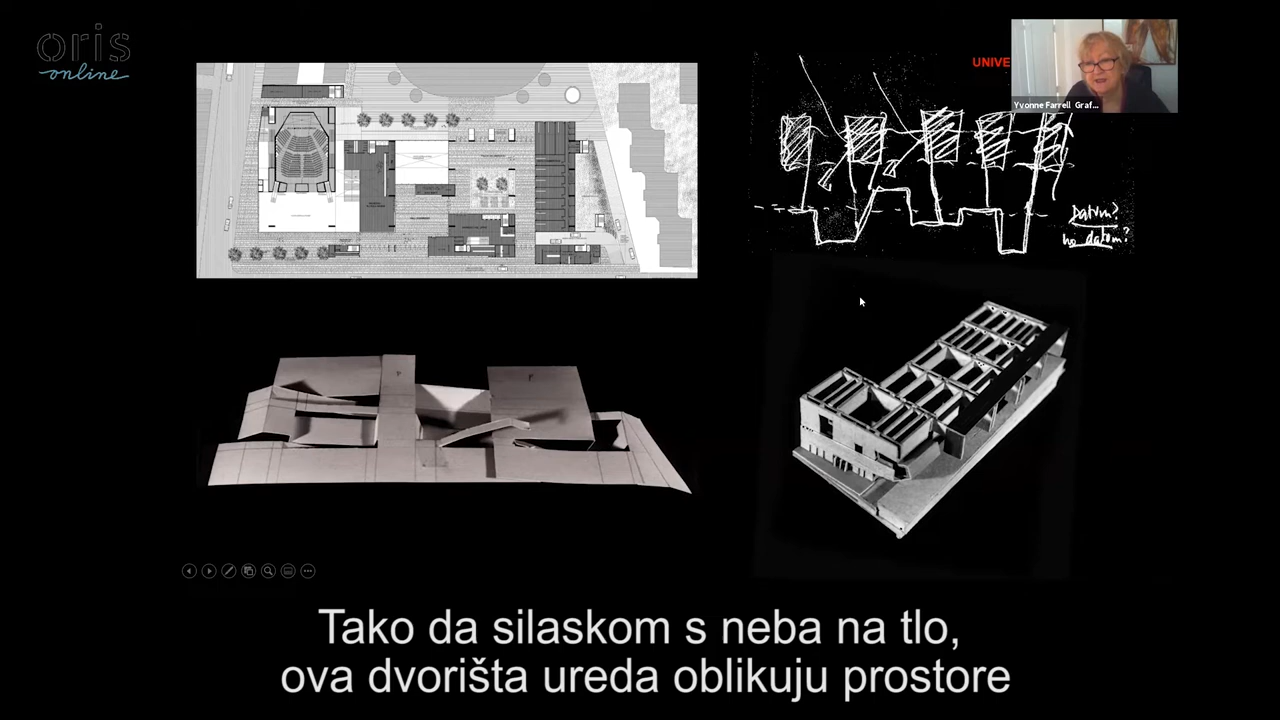 oris
online
UNIVE
Yvonne Farrell Graf...
Datum?
no datum?
Tako da silaskom s neba na tlo,
ova dvorišta ureda oblikuju prostore